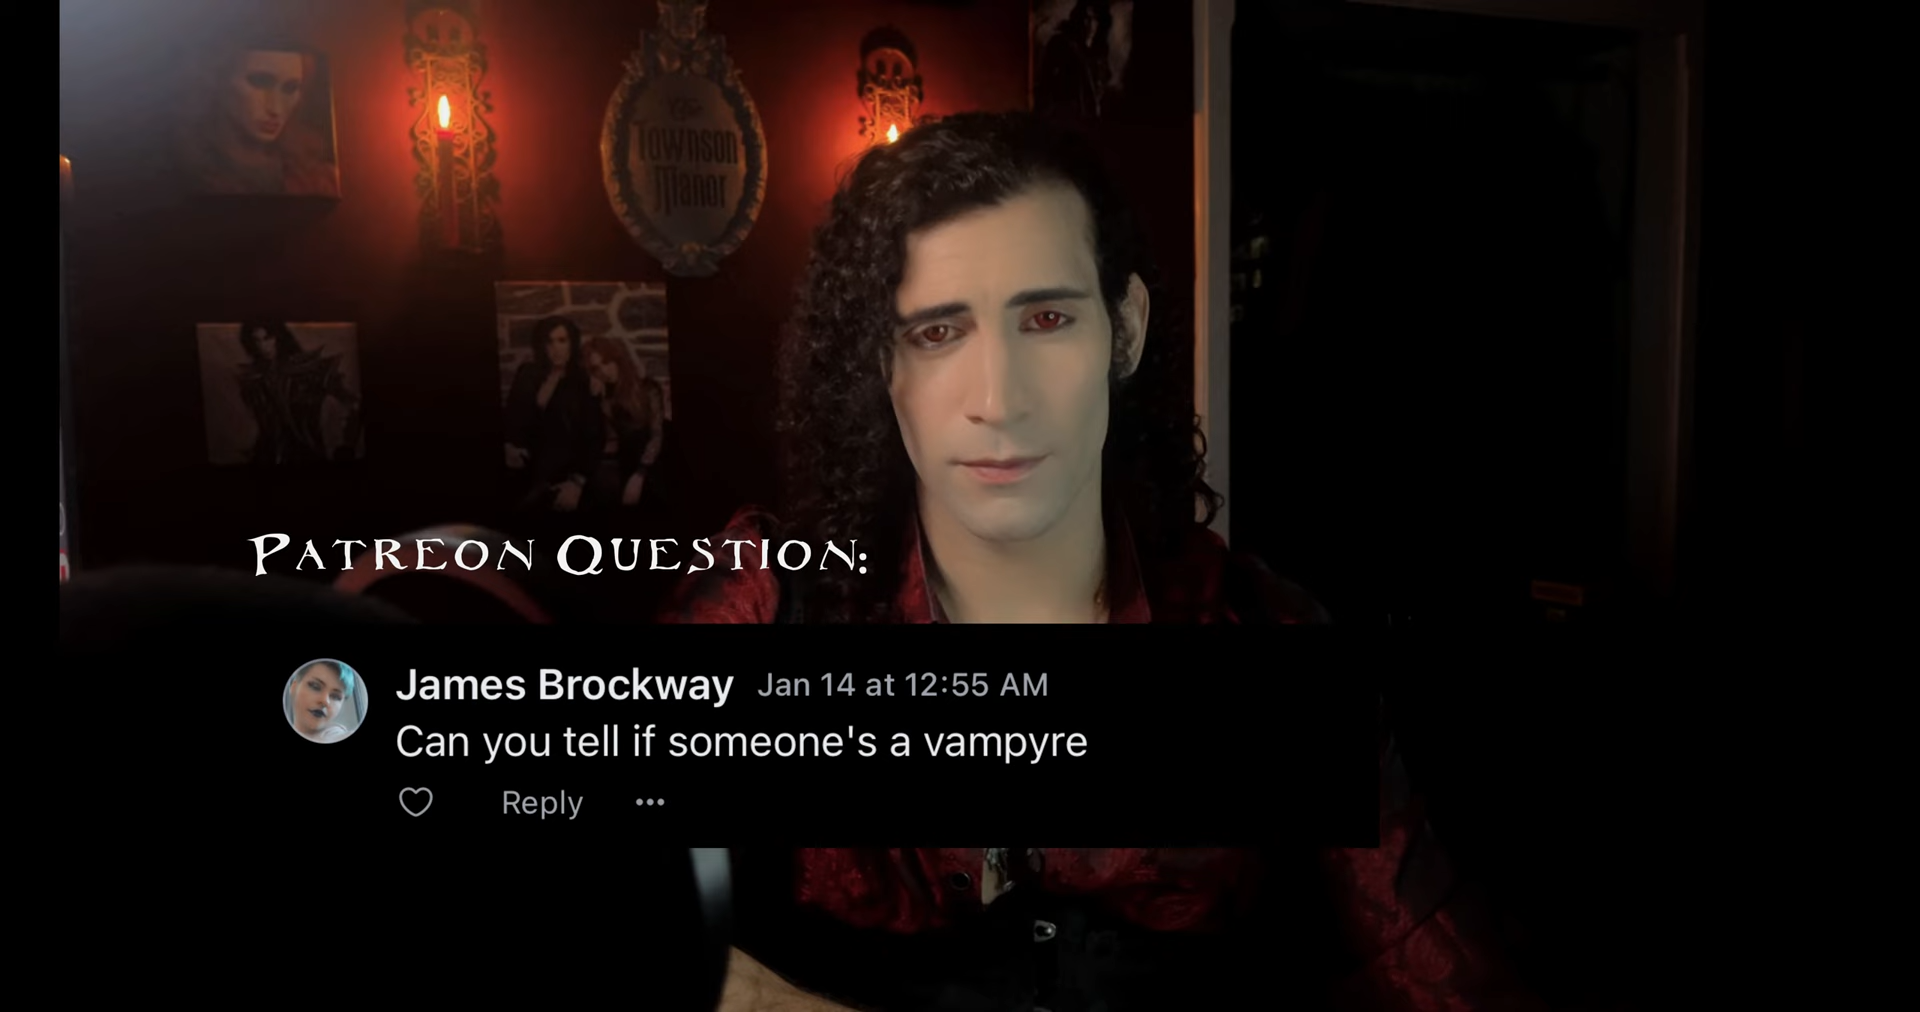 The
Townson
Manor
PATREON QUESTION:
James Brockway Jan 14 at 12:55 AM
Can you tell if someone's a vampyre
Reply